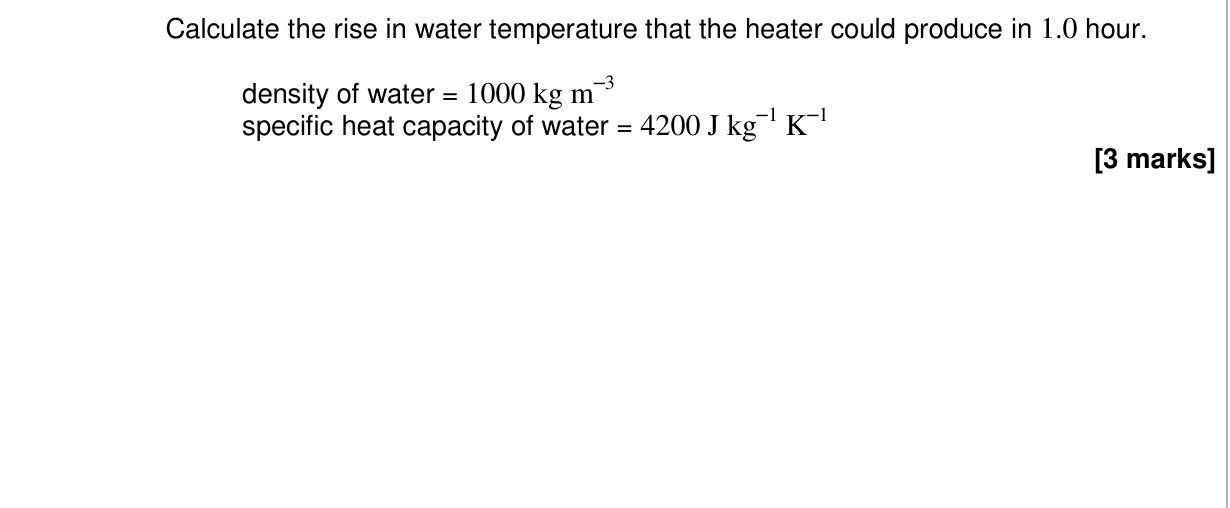 Calculate the rise in water temperature that the heater could produce in 1.0 hour.
density of water = 1000 kg m⁻³
specific heat capacity of water = 4200 J kg⁻¹ K⁻¹
[3 marks]